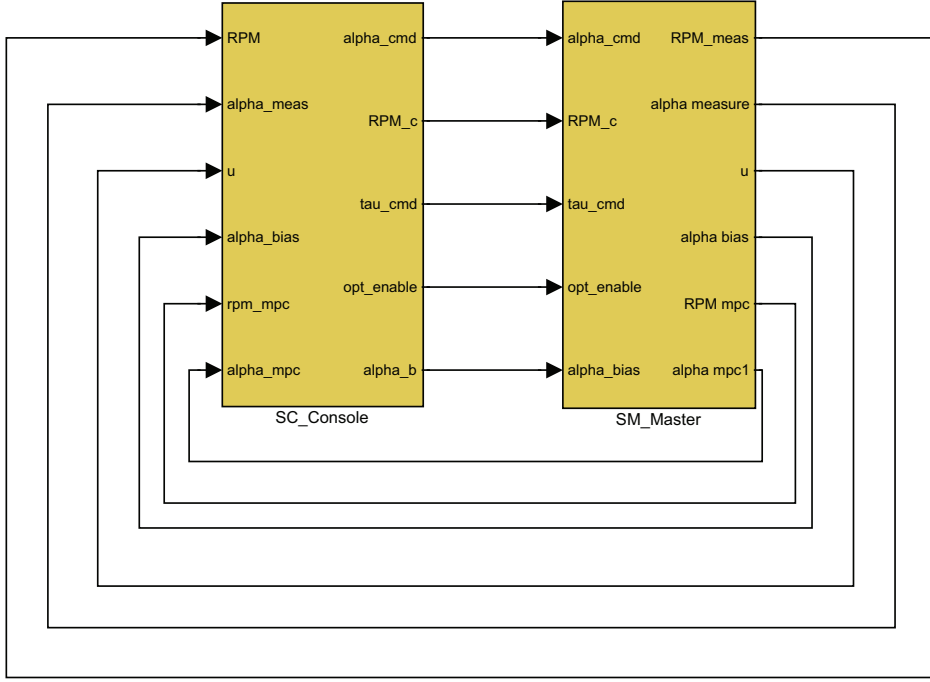 RPM
alpha_meas
u
alpha_bias
rpm_mpc
alpha_mpc
alpha_cmd
RPM_c
tau_cmd
opt_enable
alpha_b
SC_Console
alpha_cmd
RPM_c
tau_cmd
opt_enable
alpha_bias
RPM_meas
alpha measure
u
alpha bias
RPM mpc
alpha mpc1
SM_Master